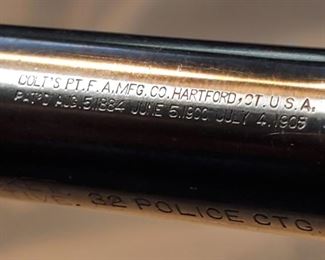 COLT'S PT. F. A. MFG. CO. HARTFORD, CT. U. S. A.
PAT'D AUG. 5, 1884 JUNE 5, 1900 JULY 4, 1905
32 POLICE CTG.